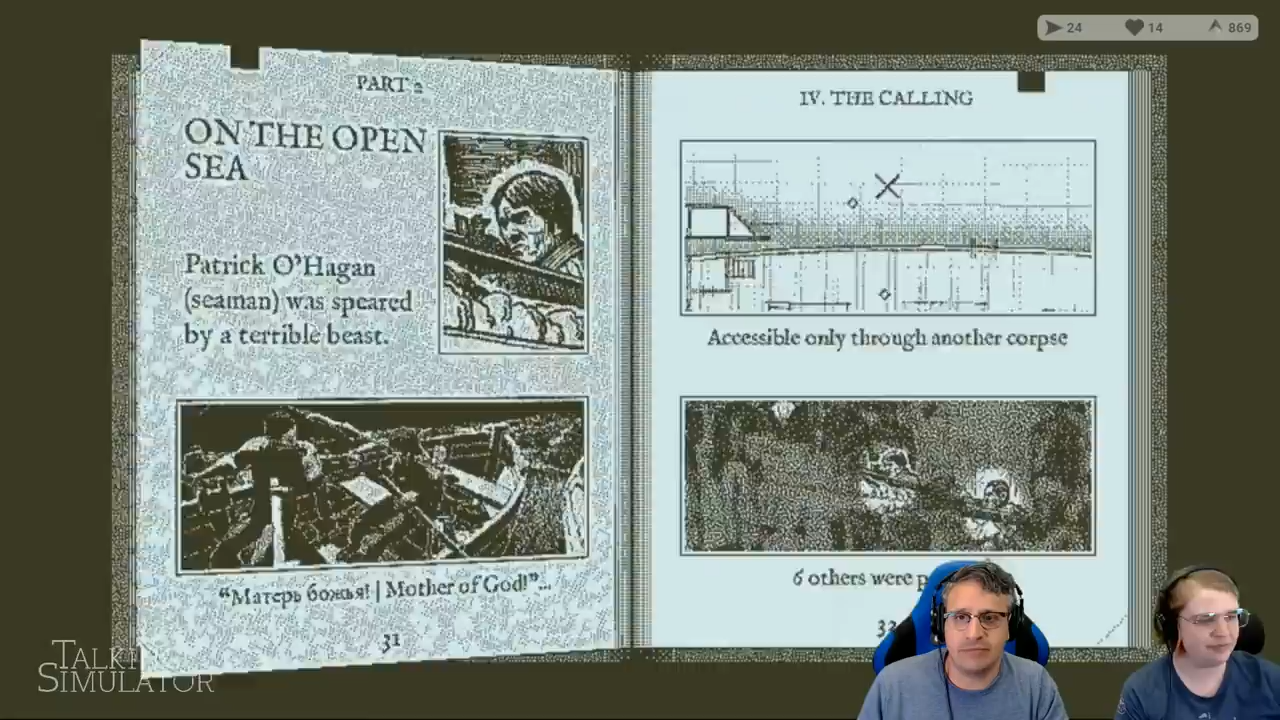 24
14
869
PART 2
ON THE OPEN
SEA
Patrick O'Hagan
(seaman) was speared
by a terrible beast.
"Матерь божья! | Mother of God!"...
31
IV. THE CALLING
Accessible only through another corpse
6 others were
SIMULATOR